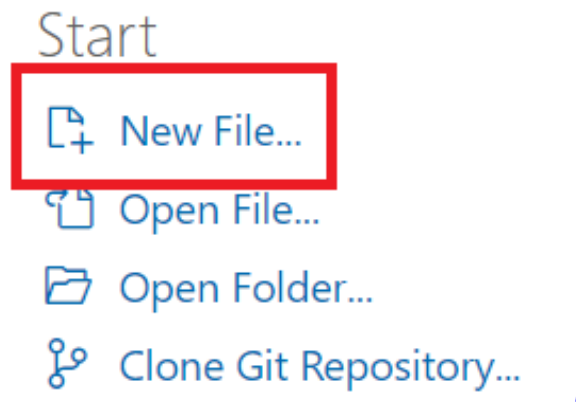 Start
New File...
Open File...
Open Folder...
Clone Git Repository...